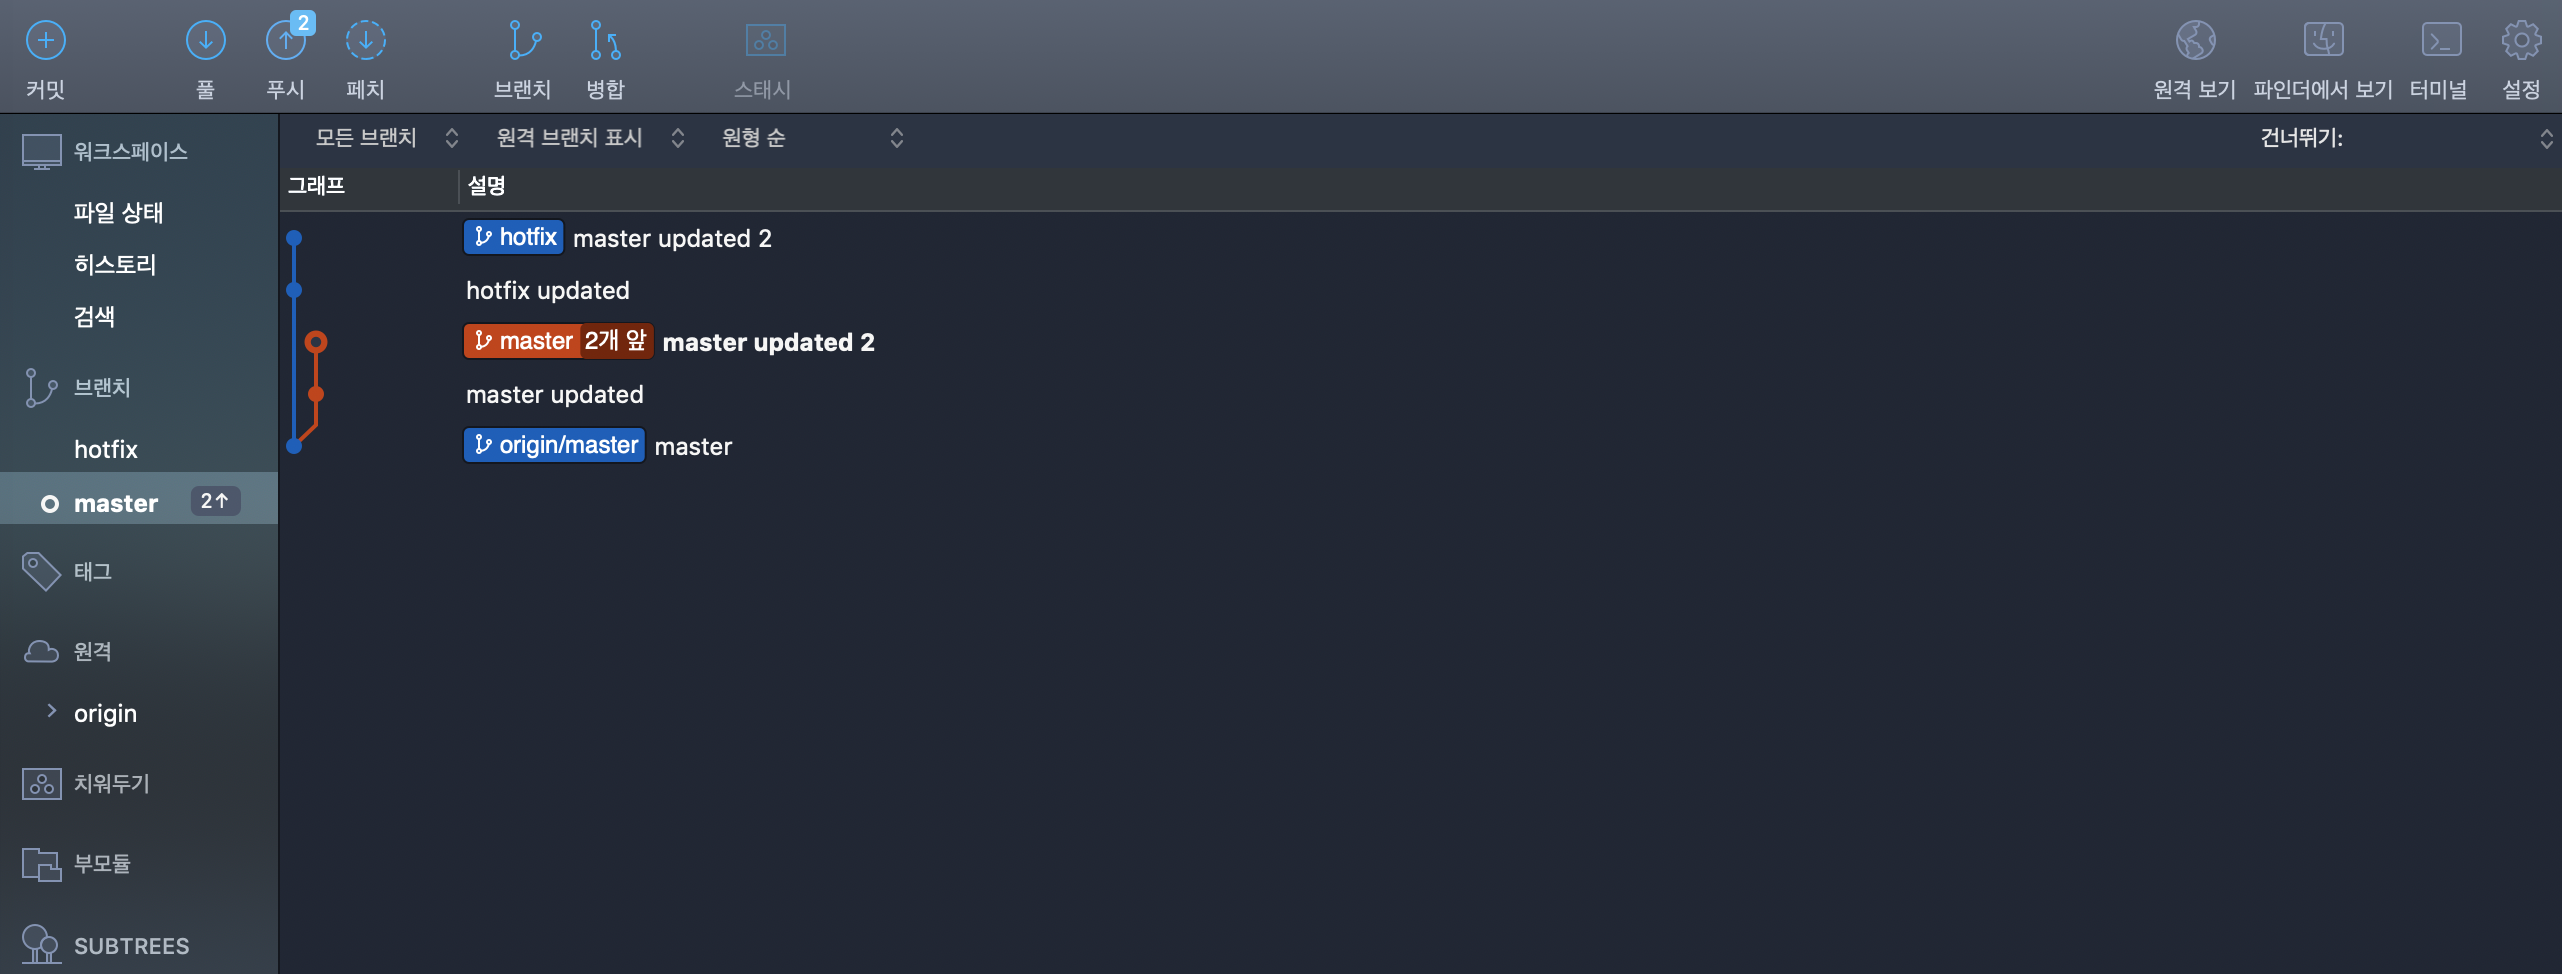 2
커밋
풀
푸시
페치
브랜치
병합
스태시
원격 보기
파인더에서 보기
터미널
설정
워크스페이스
파일 상태
히스토리
검색
브랜치
hotfix
master 2↑
태그
원격
origin
치워두기
부모듈
SUBTREES
모든 브랜치
원격 브랜치 표시
원형 순
건너뛰기:
그래프
설명
hotfix master updated 2
hotfix updated
master 2개 앞 master updated 2
master updated
origin/master master